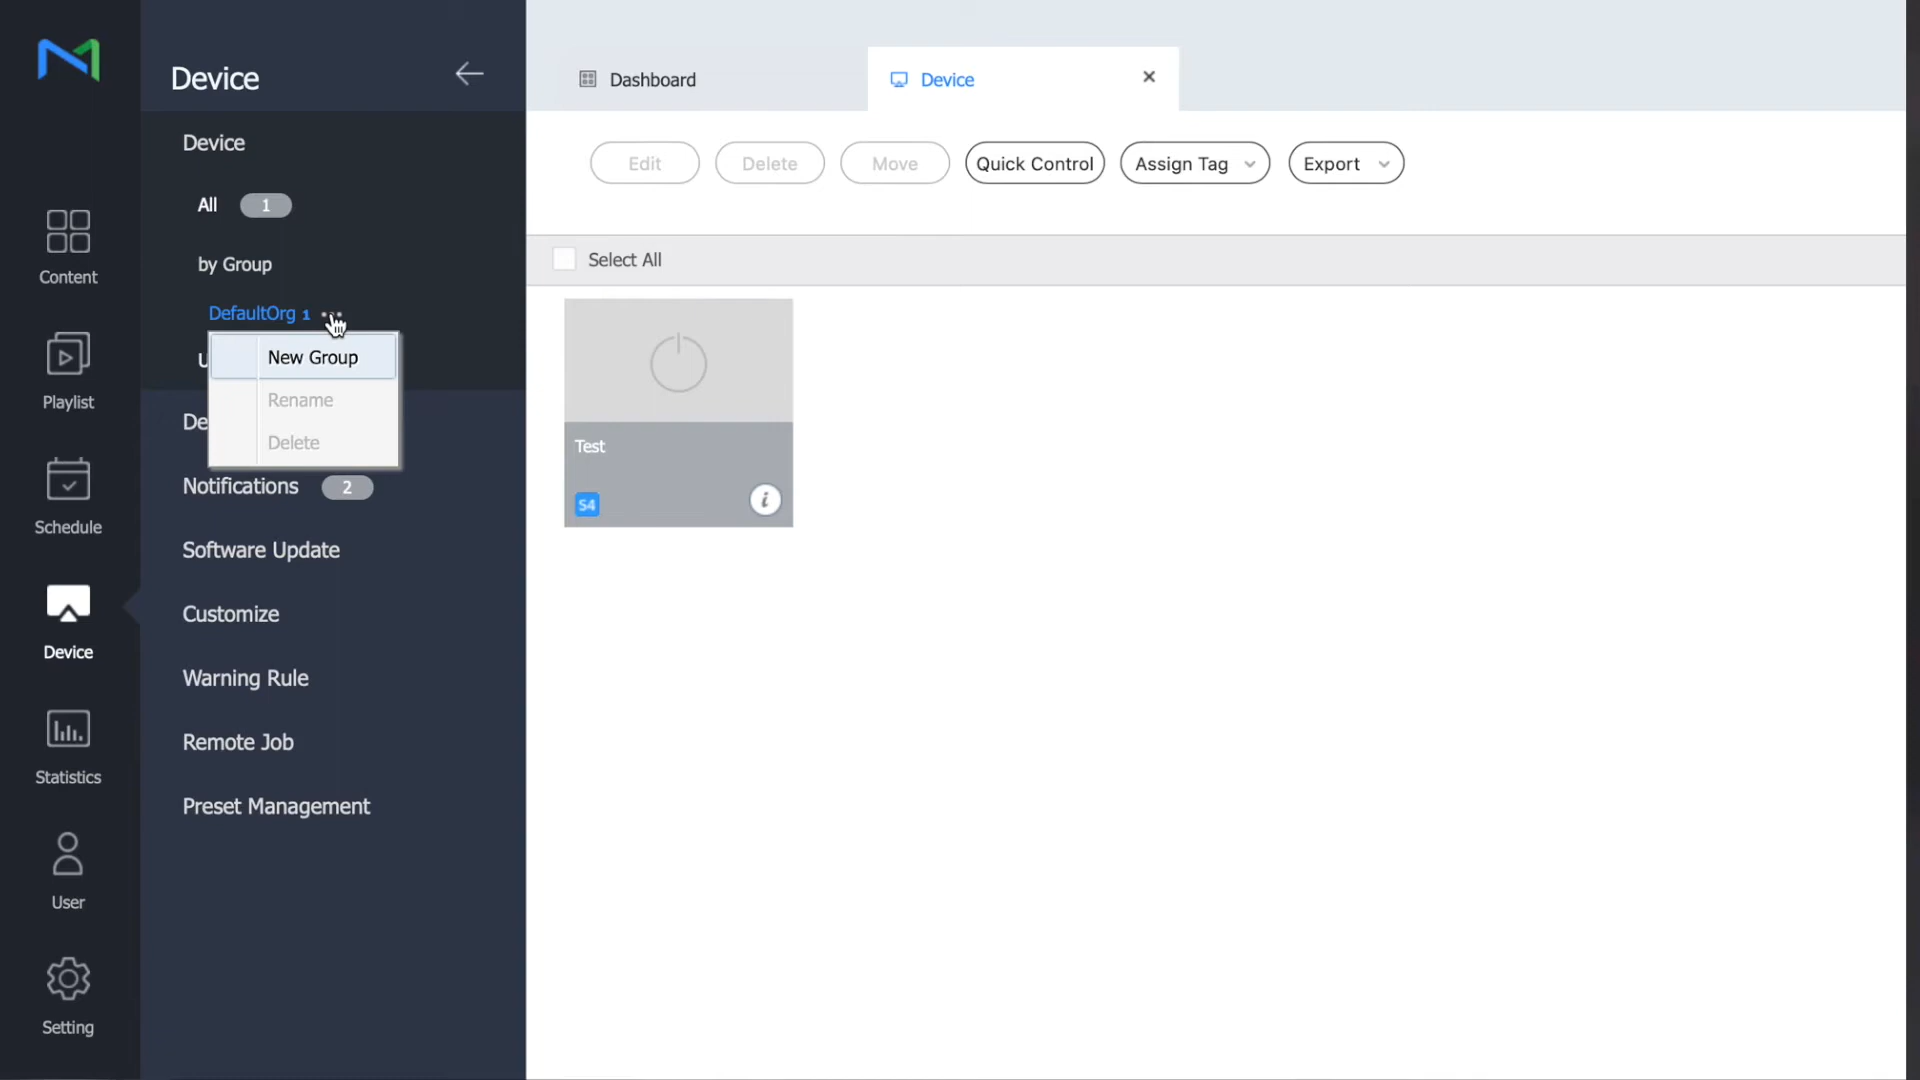 Device
Device
All 1
by Group
DefaultOrg 1
New Group
Rename
Delete
Notifications 2
Software Update
Customize
Warning Rule
Remote Job
Preset Management
Content
Playlist
Schedule
Device
Statistics
User
Setting
Dashboard
Device
Edit
Delete
Move
Quick Control
Assign Tag
Export
Select All
Test
S4